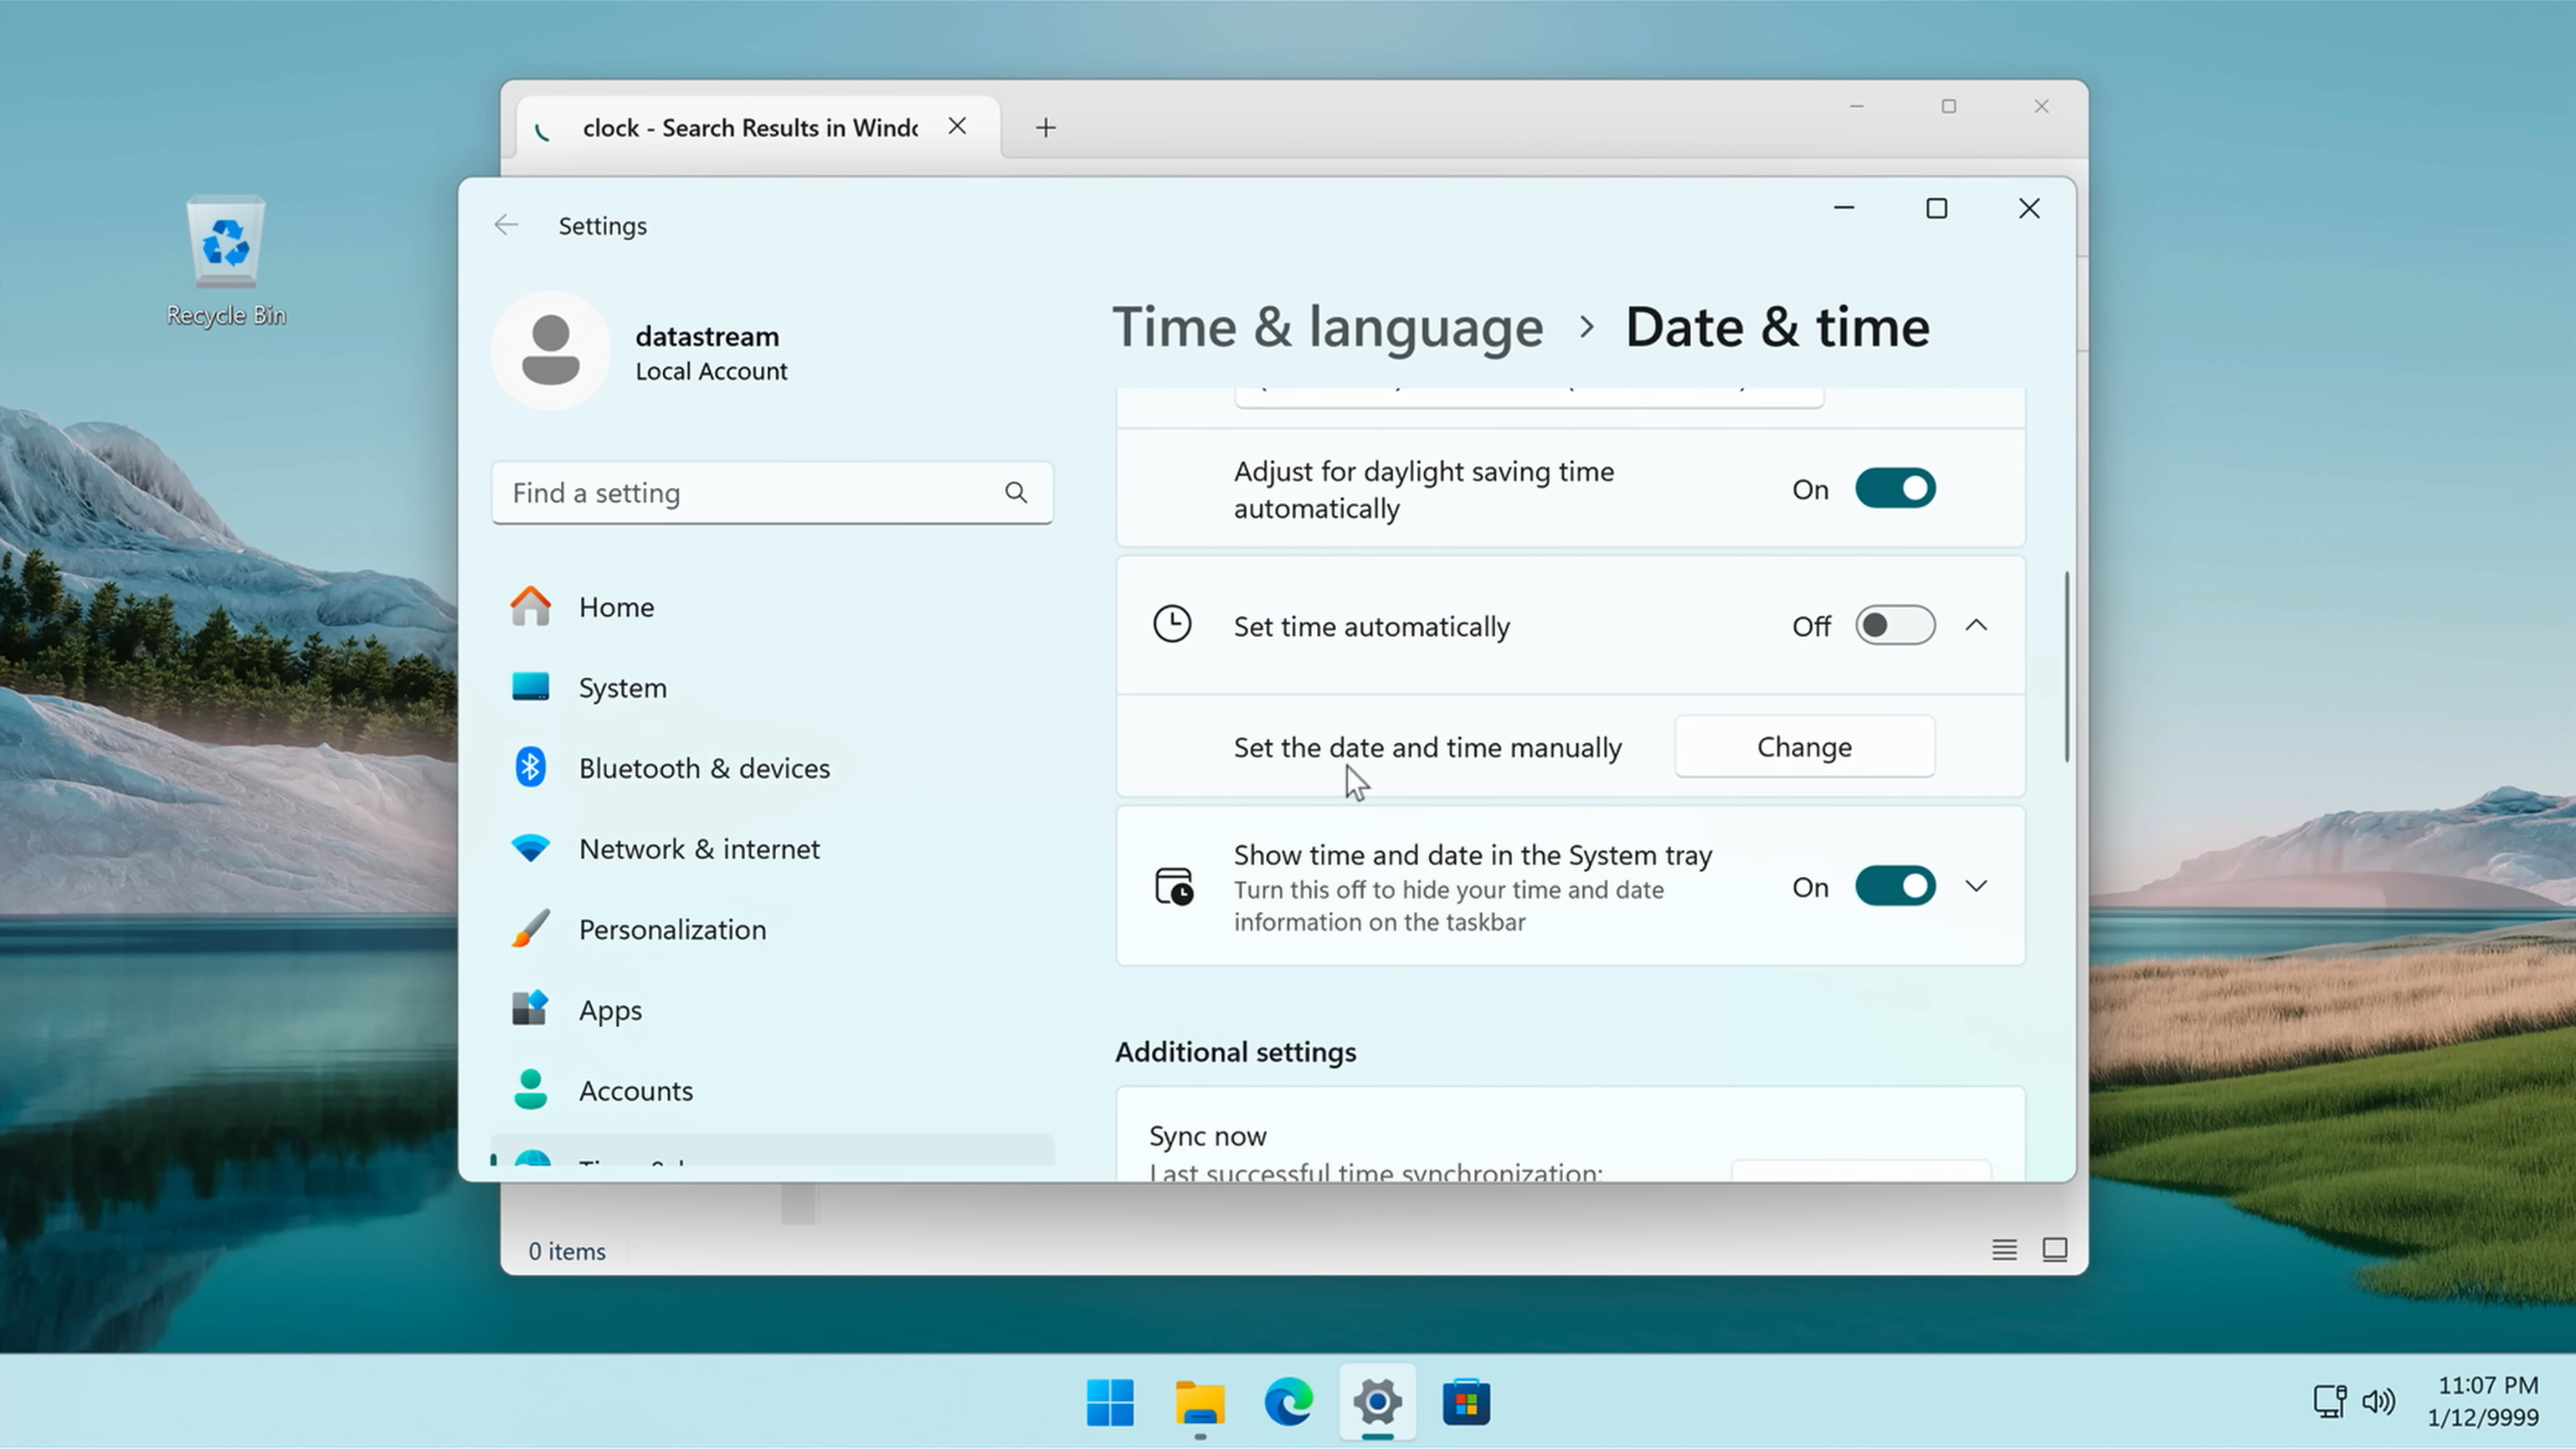 clock - Search Results in Windo
Settings
Recycle Bin
datastream
Local Account
Find a setting
Home
System
Bluetooth & devices
Network & internet
Personalization
Apps
Accounts
Time & language > Date & time
Adjust for daylight saving time
automatically
On
Set time automatically
Off
Set the date and time manually
Change
Show time and date in the System tray
Turn this off to hide your time and date
information on the taskbar
On
Additional settings
Sync now
Last successful time synchronization:
0 items
11:07 PM
1/12/9999